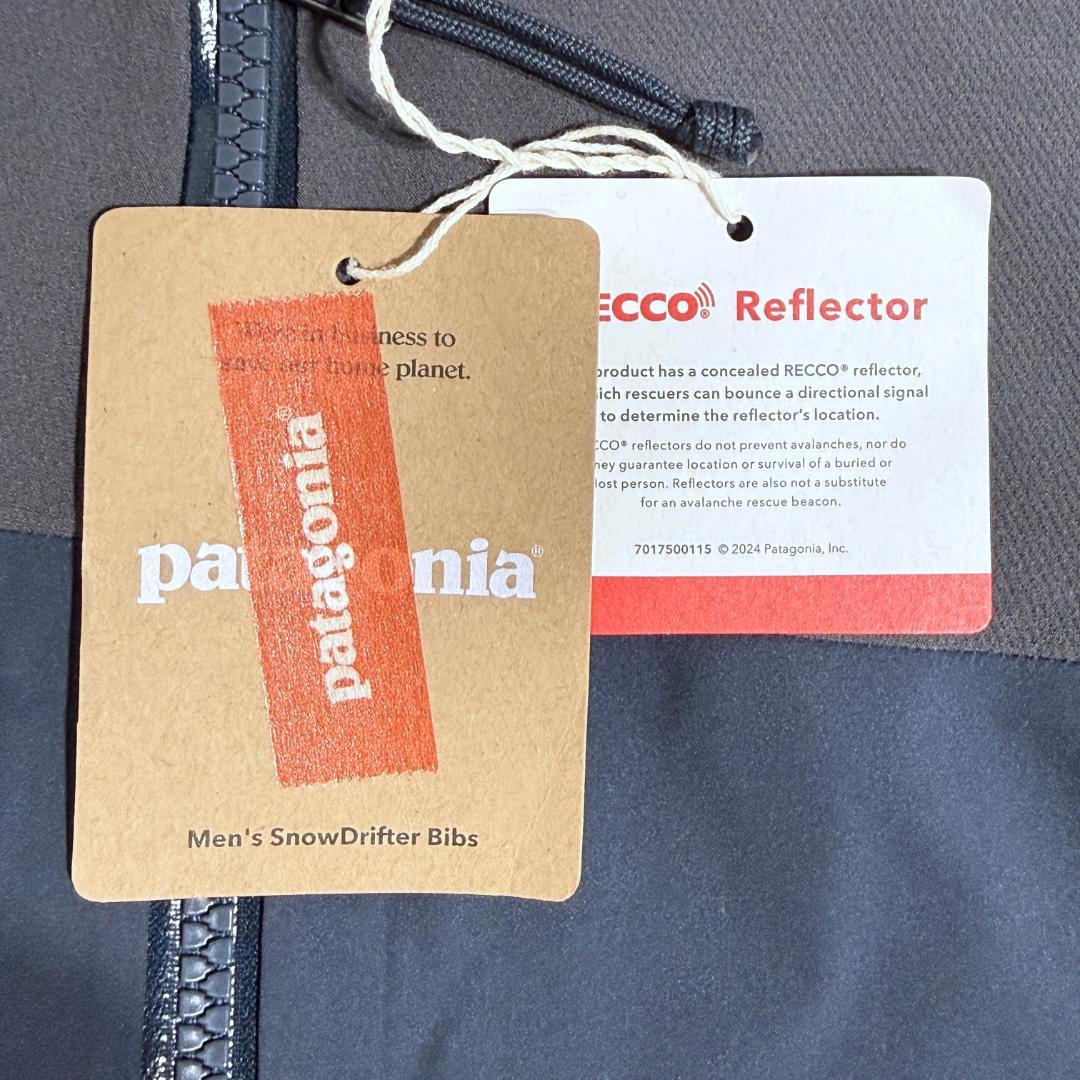 We're in business to
save our home planet.
patagonia®
patagonia®
Men's SnowDrifter Bibs
ECCO® Reflector
product has a concealed RECCO® reflector,
ich rescuers can bounce a directional signal
to determine the reflector's location.
CCO® reflectors do not prevent avalanches, nor do
hey guarantee location or survival of a buried or
lost person. Reflectors are also not a substitute
for an avalanche rescue beacon.
7017500115 © 2024 Patagonia, Inc.